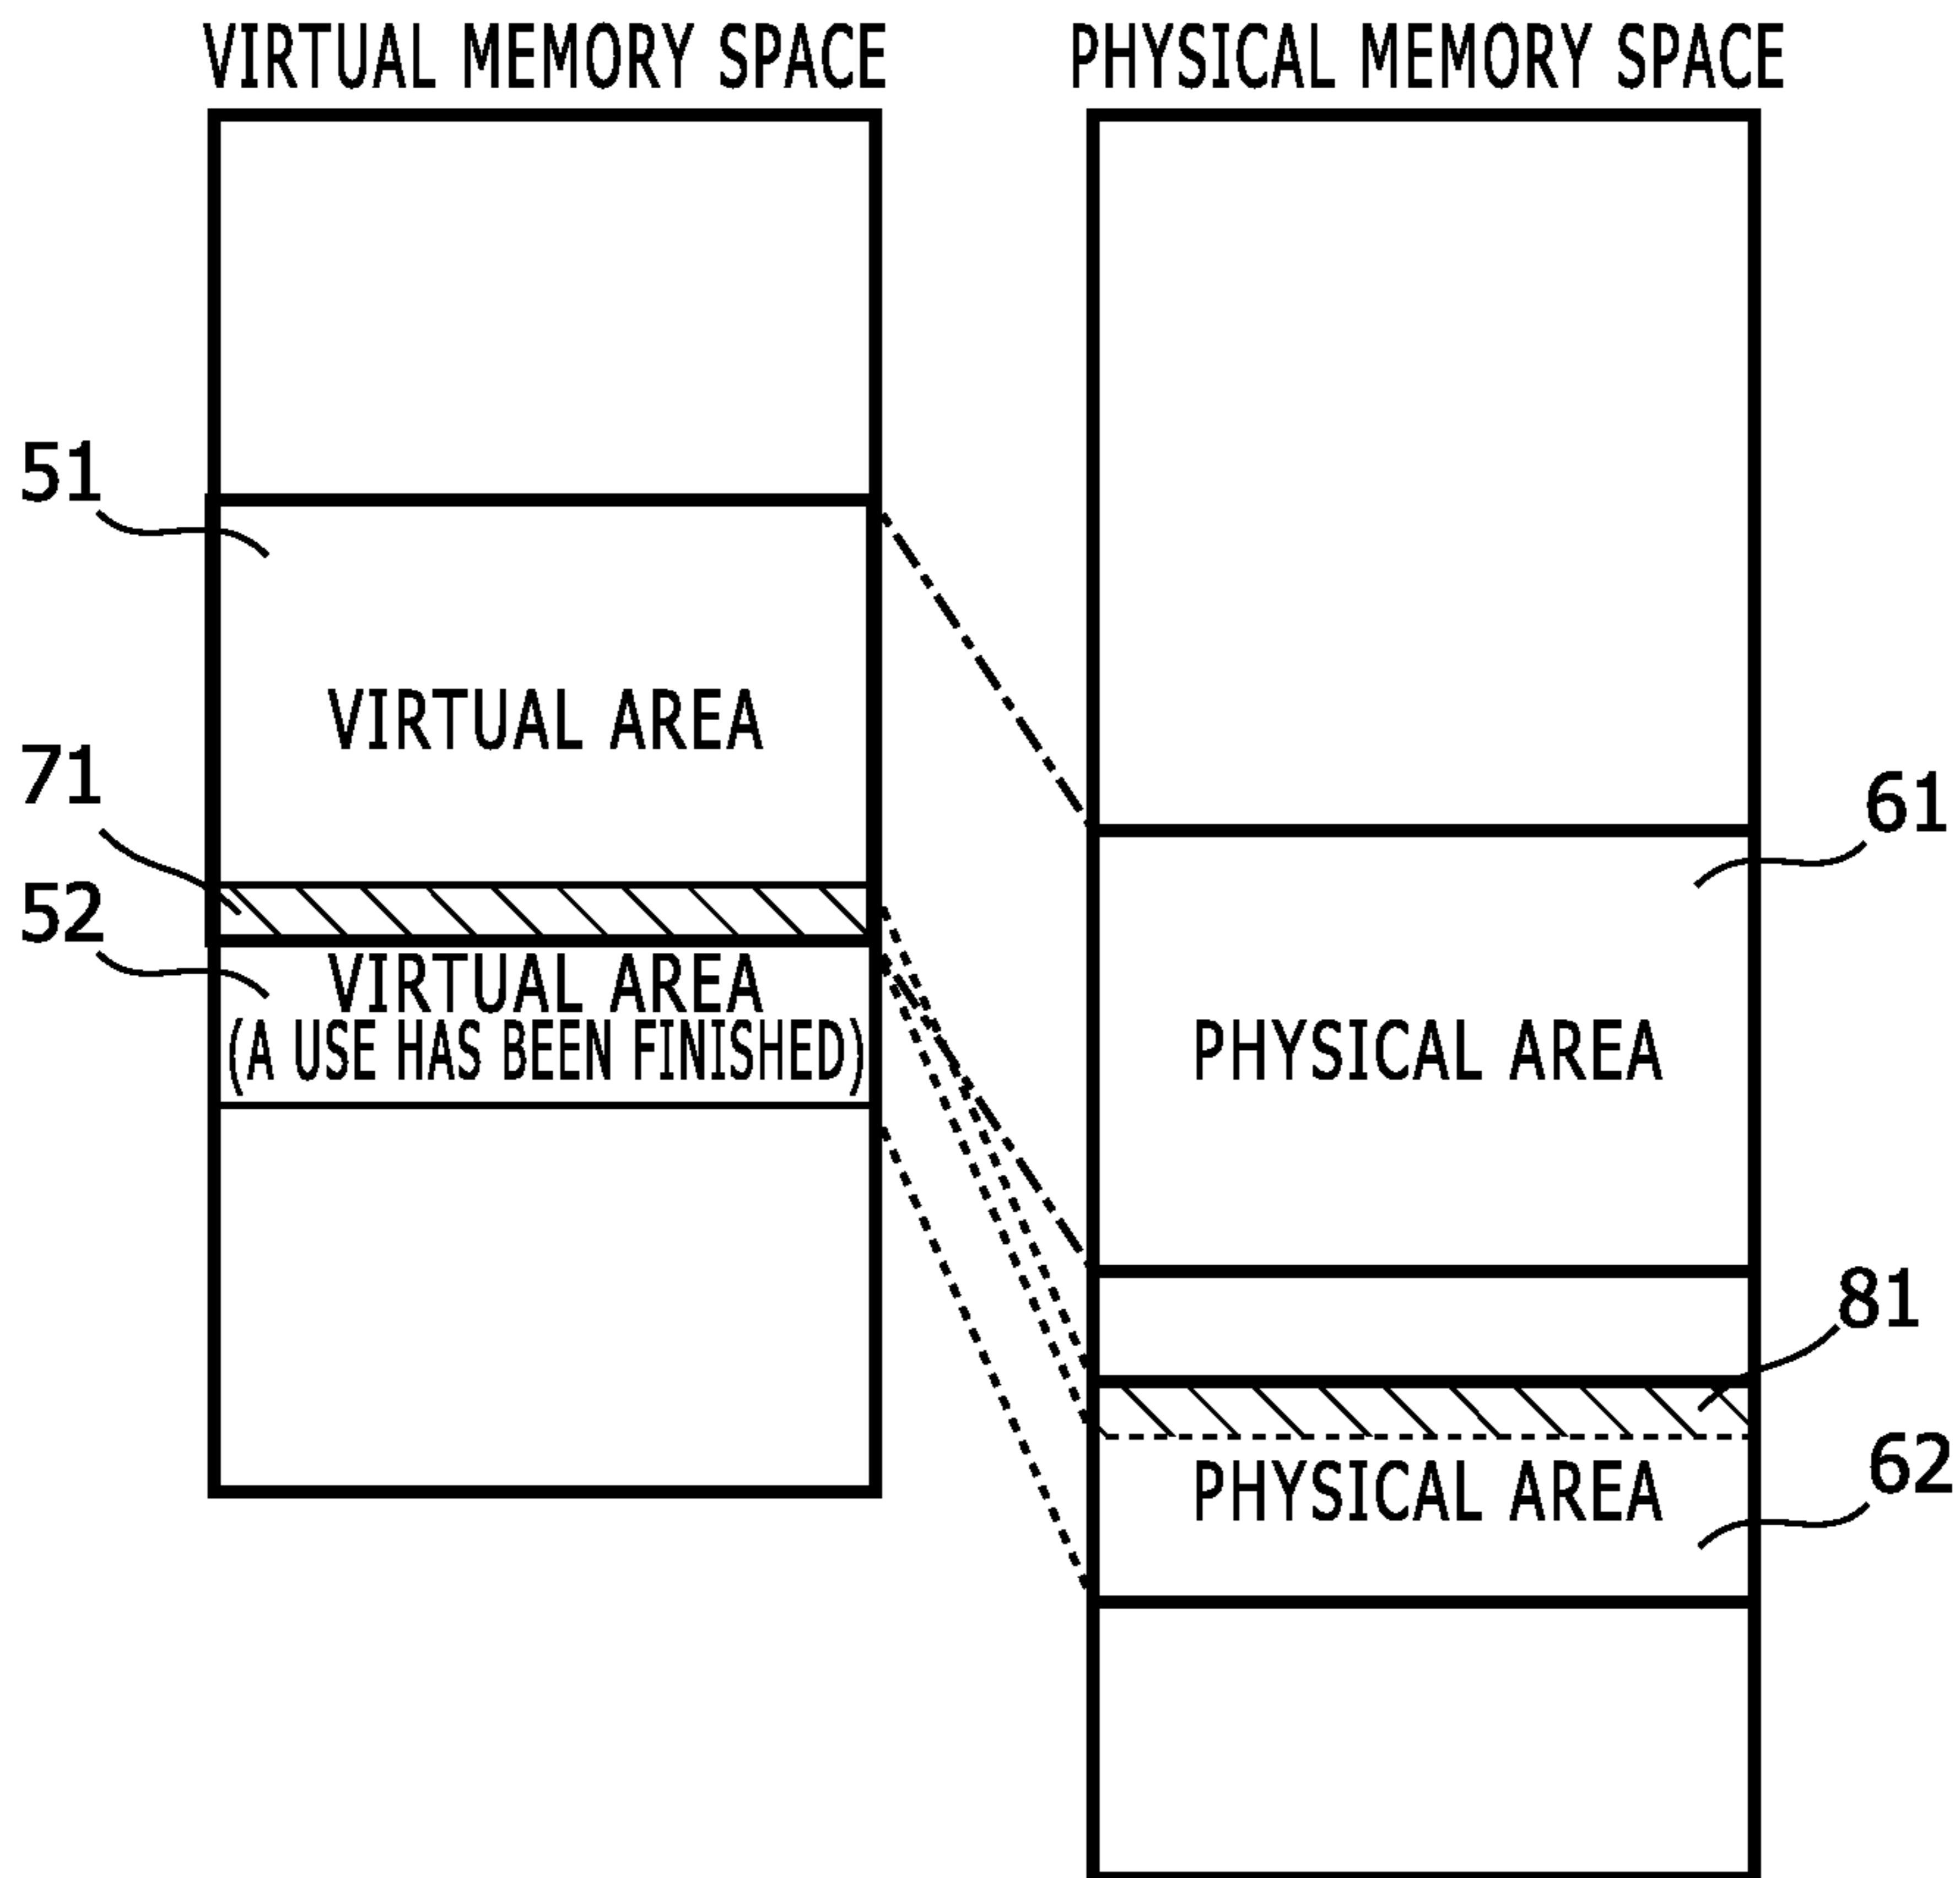 VIRTUAL MEMORY SPACE
PHYSICAL MEMORY SPACE
51
VIRTUAL AREA
71
61
52
VIRTUAL AREA
(A USE HAS BEEN FINISHED)
PHYSICAL AREA
81
PHYSICAL AREA
62